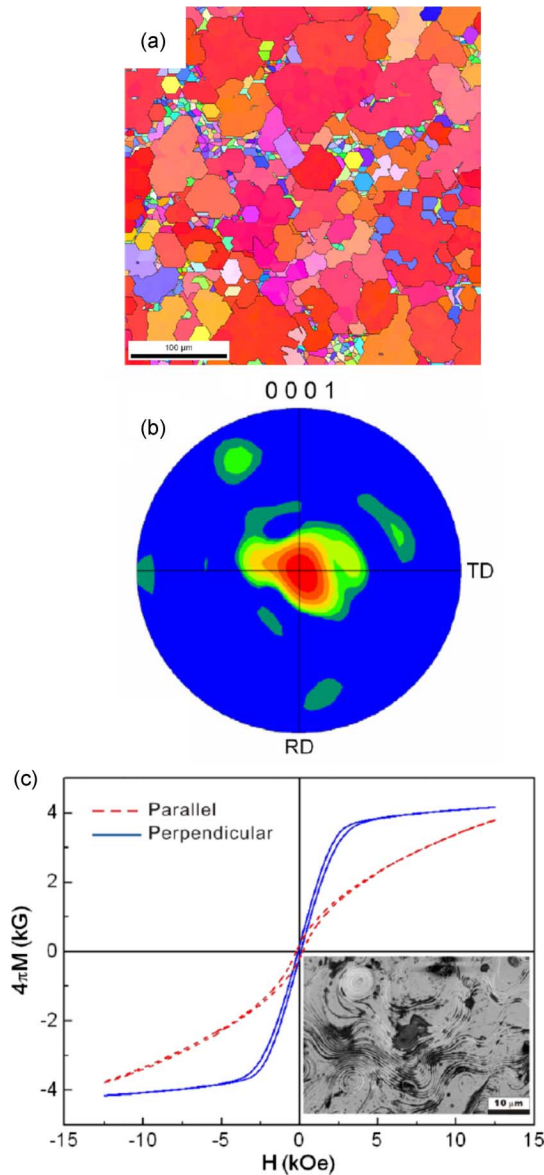 (a)
100 μm
0 0 0 1
(b)
TD
RD
(c)
Parallel
Perpendicular
4πM (kG)
4
2
0
-2
-4
10 μm
-15
-10
-5
0
5
10
15
H (kOe)